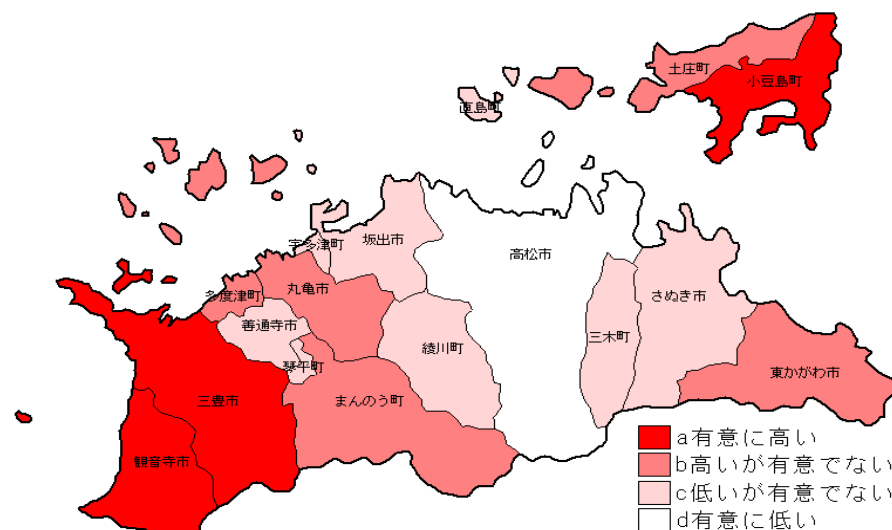 土庄町
小豆島町
直島町
宇多津町
坂出市
高松市
多度津町
丸亀市
さぬき市
善通寺市
綾川町
三木町
琴平町
東かがわ市
三豊市
まんのう町
観音寺市
a有意に高い
b高いが有意でない
c低いが有意でない
d有意に低い